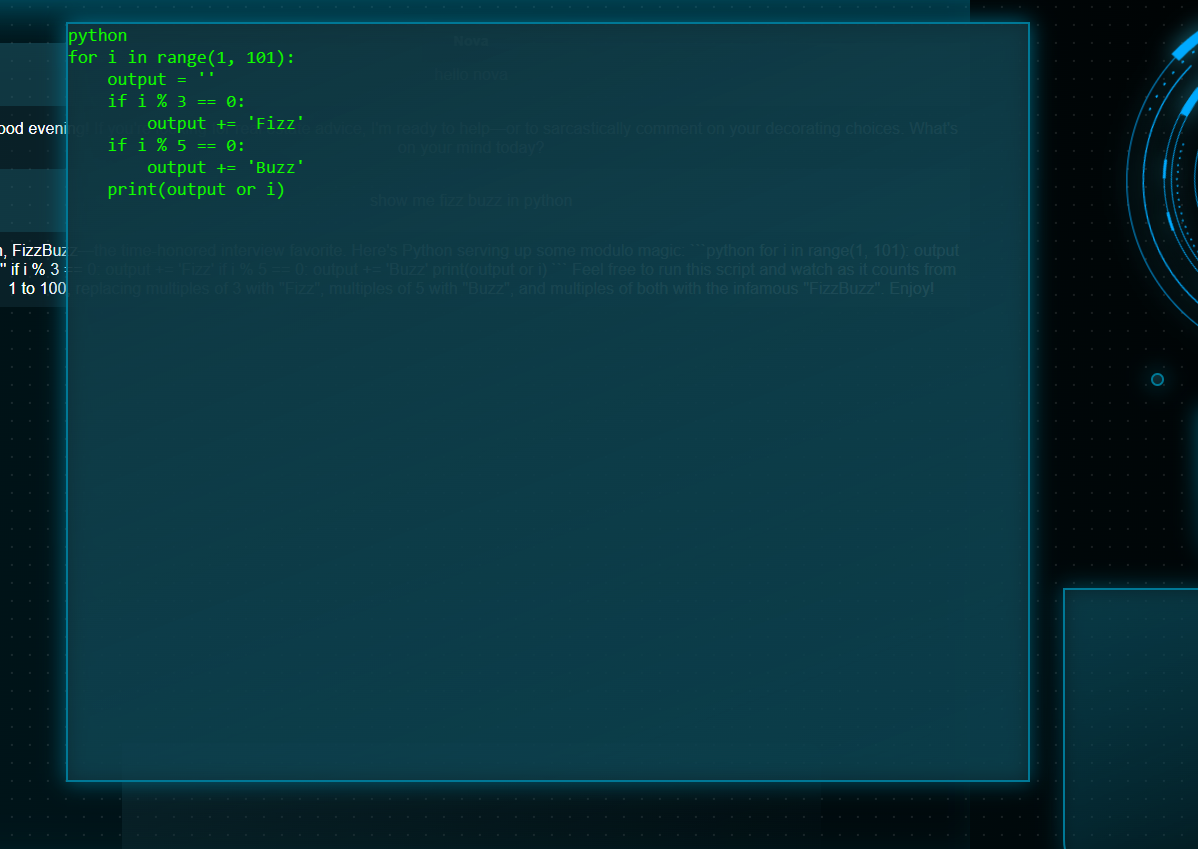 python
for i in range(1, 101):
    output = ''
    if i % 3 == 0:
        output += 'Fizz'
    if i % 5 == 0:
        output += 'Buzz'
    print(output or i)
Nova
hello nova
ood eveni advice, I'm ready to hear--or to sarcastically comment on your decorating choices. What's
on your mind today?
show me fizz buzz in python
, FizzBuzz-- the time-honored interview favorite. Here's Python serving up some modulo magic: ```python for i in range(1, 101): output
" if i % 3 == 0: output += 'Fizz' if i % 5 == 0: output += 'Buzz' print(output or i) ``` Feel free to run this script and watch as it counts from
1 to 100, replacing multiples of 3 with "Fizz", multiples of 5 with "Buzz", and multiples of both with the infamous "FizzBuzz". Enjoy!